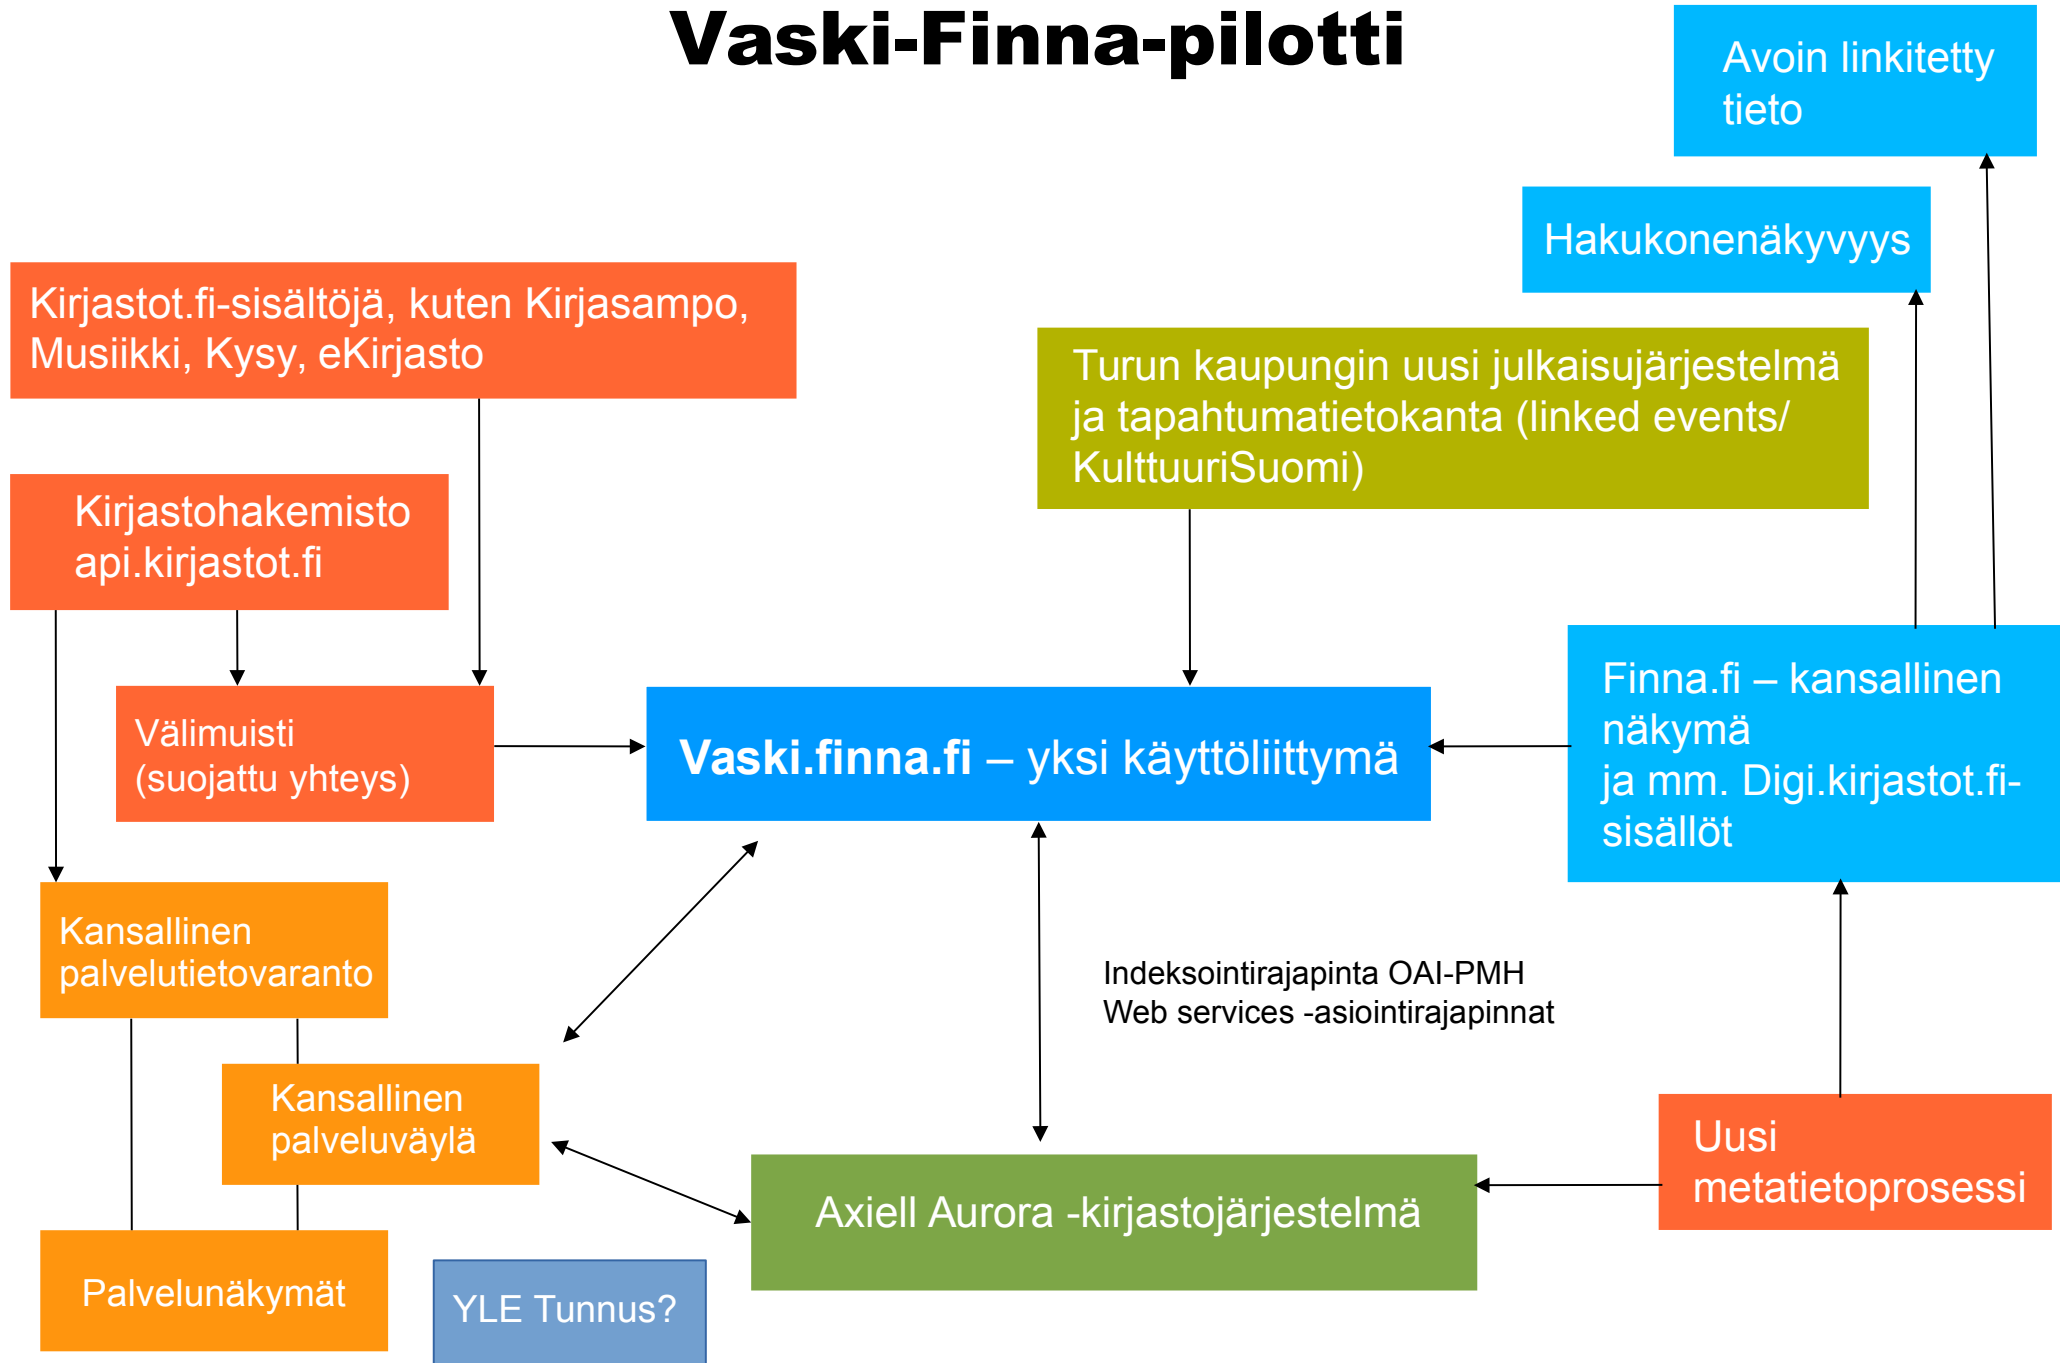 Vaski-Finna-pilotti
Avoin linkitetty
tieto
Hakukonenäkyvyys
Kirjastot.fi-sisältöjä, kuten Kirjasampo,
Musiikki, Kysy, eKirjasto
Turun kaupungin uusi julkaisujärjestelmä
ja tapahtumatietokanta (linked events/
KulttuuriSuomi)
Kirjastohakemisto
api.kirjastot.fi
Välimuisti
(suojattu yhteys)
Vaski.finna.fi – yksi käyttöliittymä
Finna.fi – kansallinen
näkymä
ja mm. Digi.kirjastot.fi-
sisällöt
Kansallinen
palvelutietovaranto
Indeksointirajapinta OAI-PMH
Web services -asiointirajapinnat
Kansallinen
palveluväylä
Uusi
metatietoprosessi
Axiell Aurora -kirjastojärjestelmä
Palvelunäkymät
YLE Tunnus?